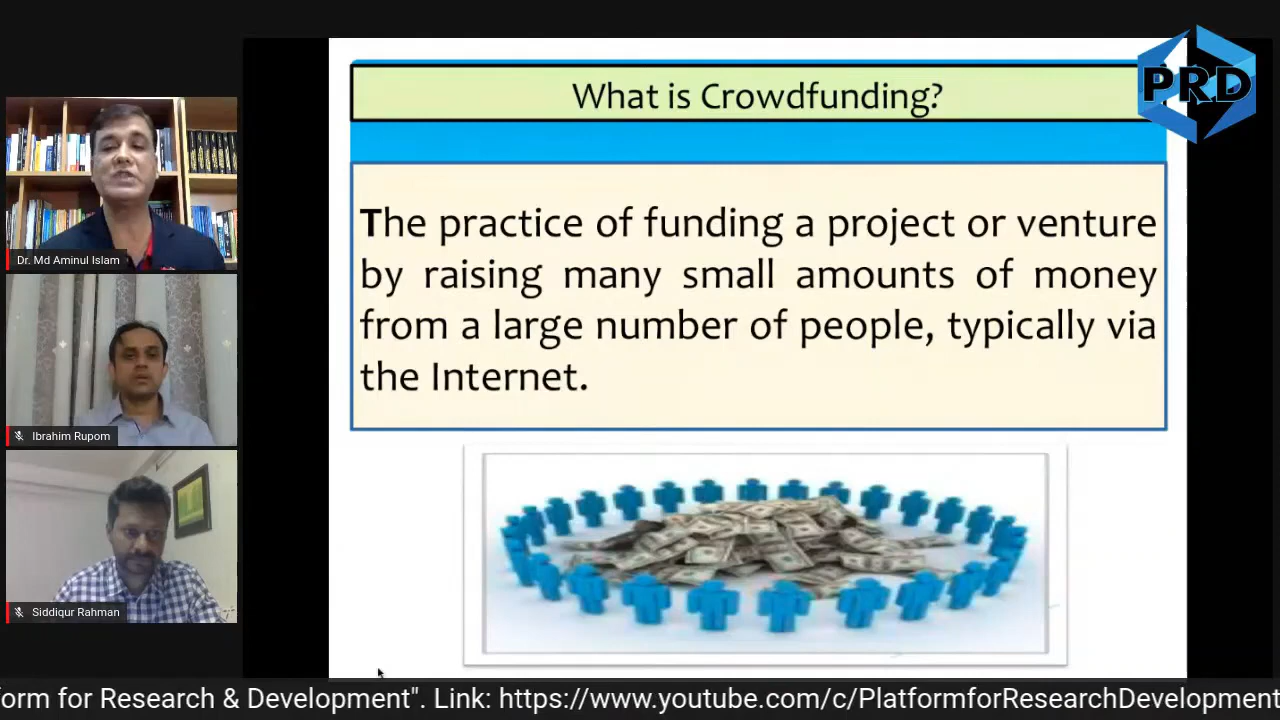 What is Crowdfunding?
PRD
The practice of funding a project or venture
by raising many small amounts of money
from a large number of people, typically via
the Internet.
Dr. Md Aminul Islam
Ibrahim Rupom
Siddiqur Rahman
form for Research & Development". Link: https://www.youtube.com/c/PlatformforResearchDevelopment